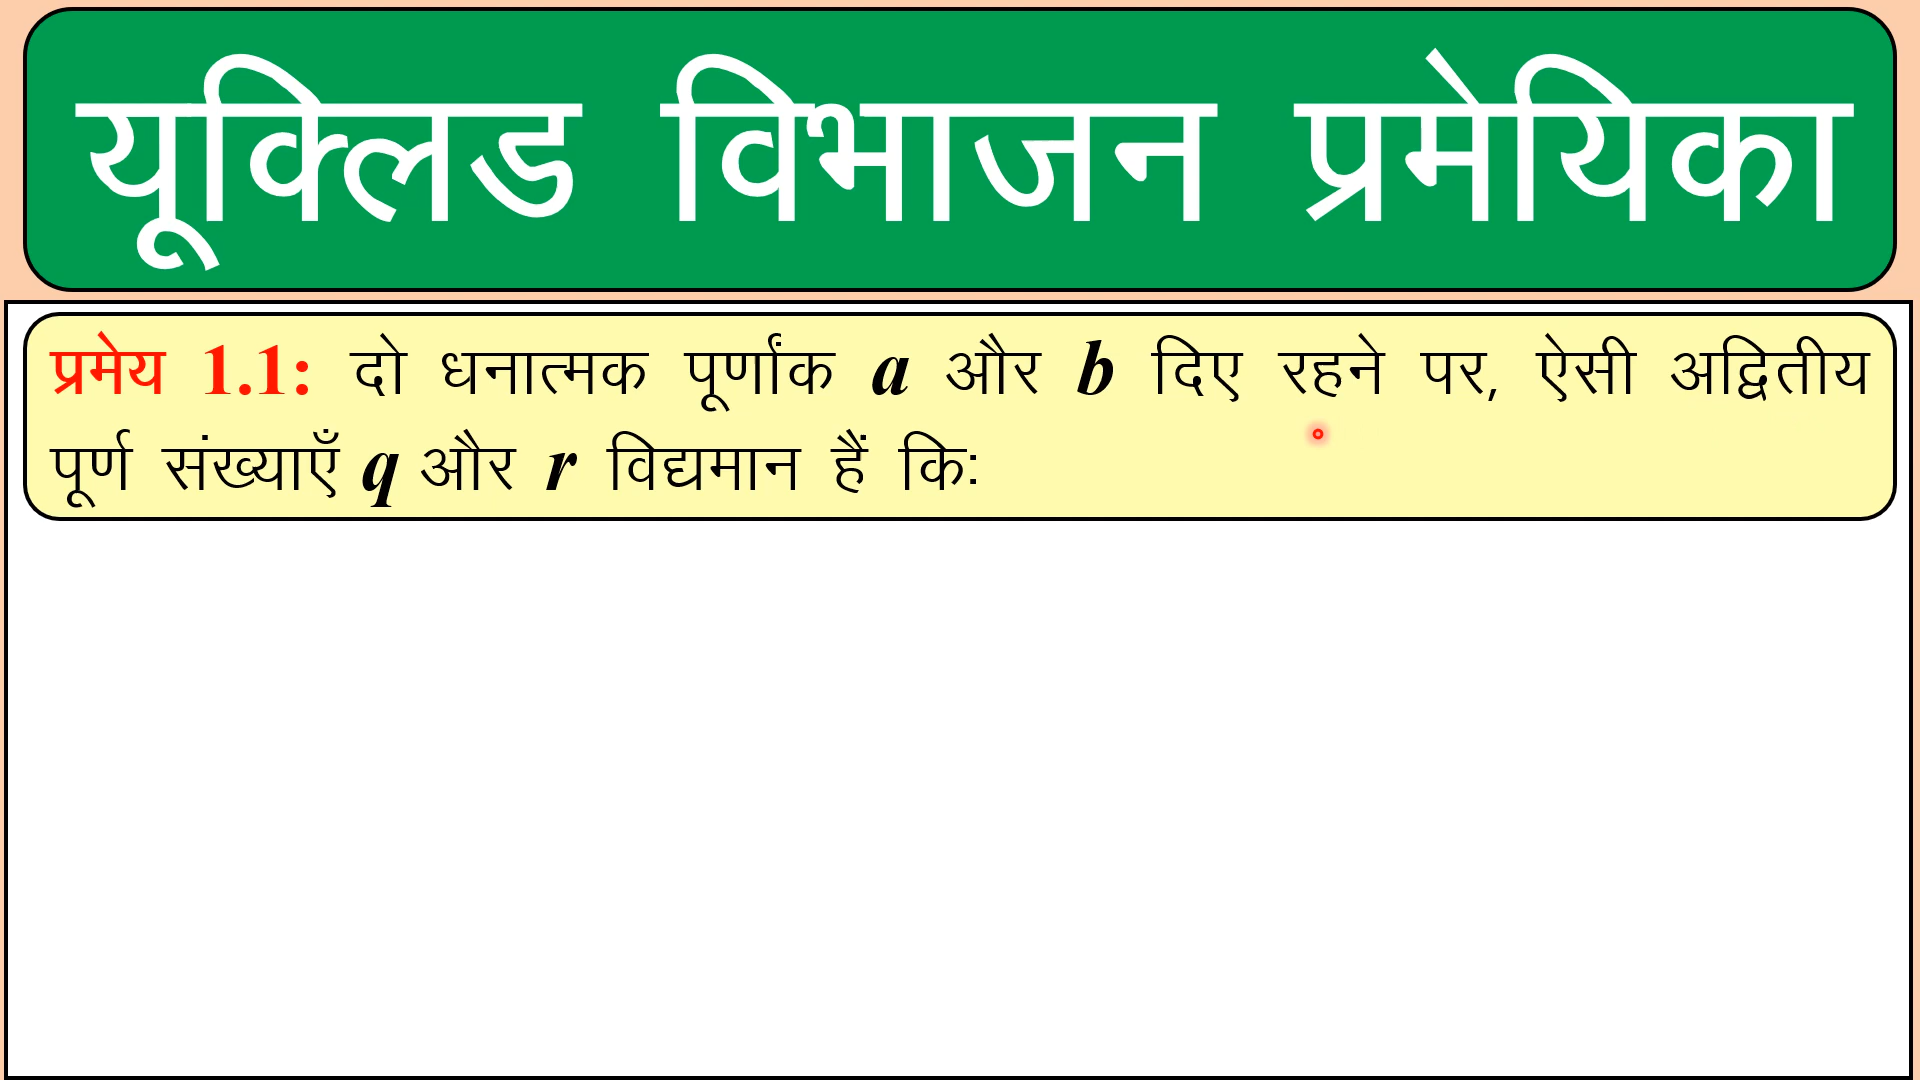 यूक्लिड विभाजन प्रमेयिका
प्रमेय 1.1: दो धनात्मक पूर्णांक a और b दिए रहने पर, ऐसी अद्वितीय
पूर्ण संख्याएँ q और r विद्यमान हैं कि: